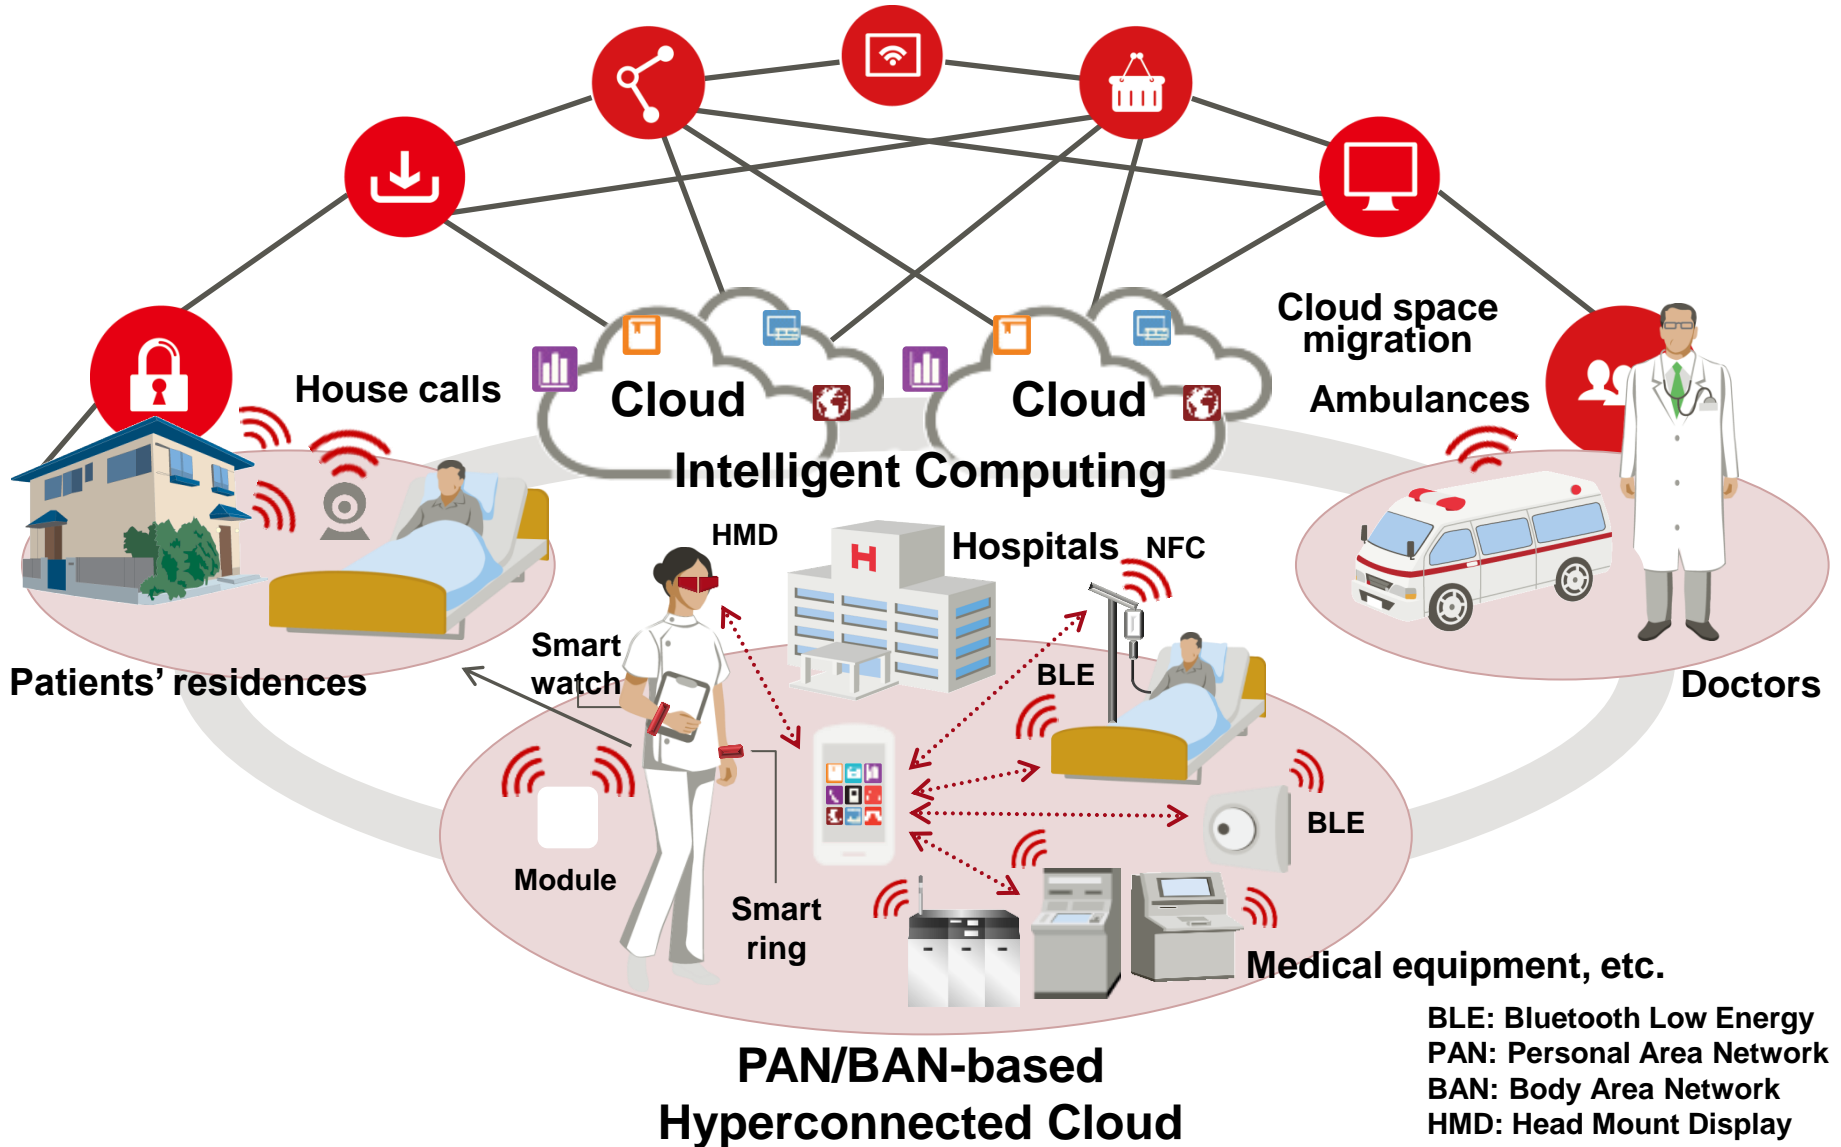 Cloud space
migration
House calls
Cloud
Cloud
Ambulances
Intelligent Computing
HMD
H
Hospitals
NFC
Smart
watch
BLE
Patients’ residences
Doctors
BLE
Module
Smart
ring
Medical equipment, etc.
PAN/BAN-based
Hyperconnected Cloud
BLE: Bluetooth Low Energy
PAN: Personal Area Network
BAN: Body Area Network
HMD: Head Mount Display